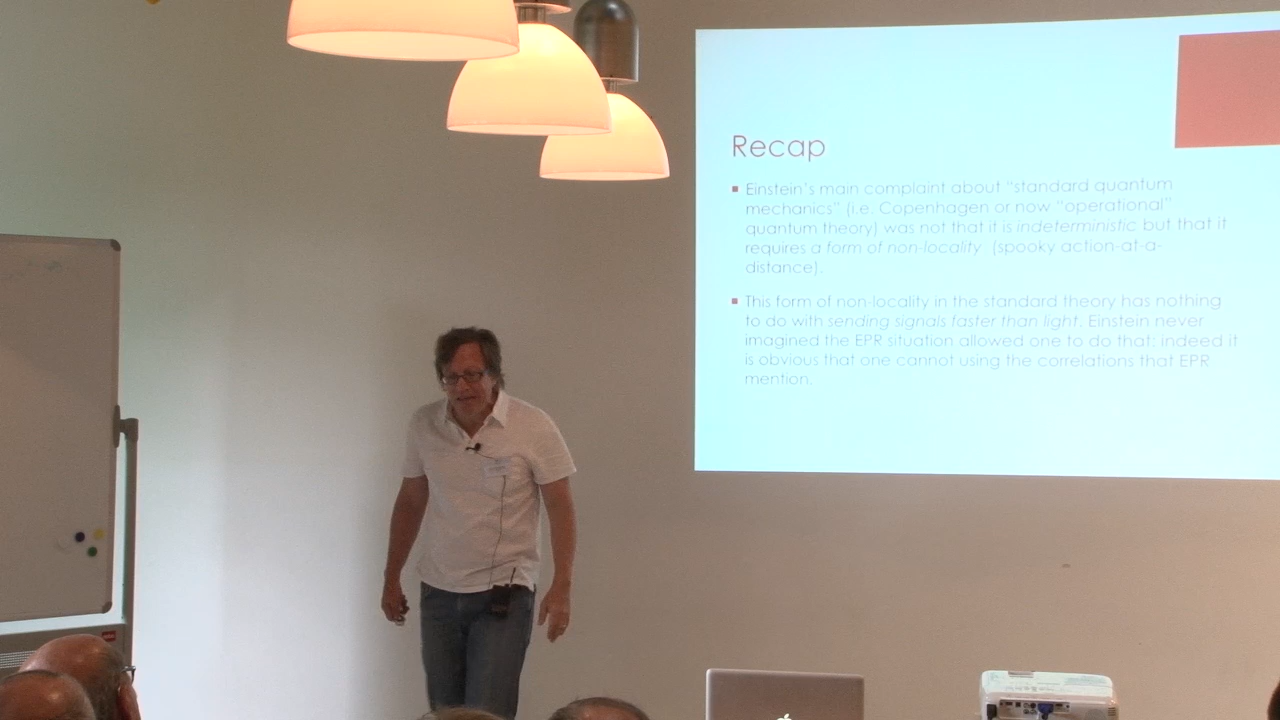 Recap
Einstein's main complaint about "standard quantum
mechanics" (i.e. Copenhagen or now "operational"
quantum theory) was not that it is indeterministic but that it
requires a form of non-locality (spooky action-at-a-
distance).
This form of non-locality in the standard theory has nothing
to do with sending signals faster than light. Einstein never
imagined the EPR situation allowed one to do that: indeed it
is obvious that one cannot using the correlations that EPR
mention.